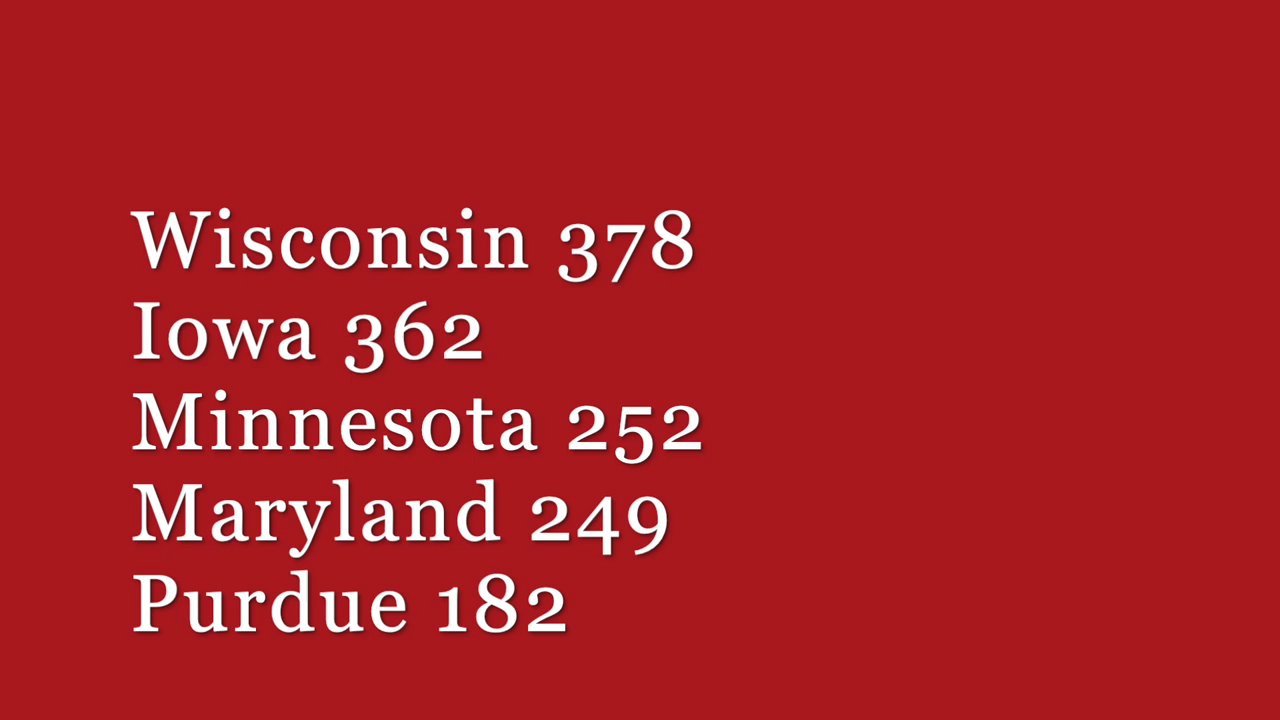 Wisconsin 378
Iowa 362
Minnesota 252
Maryland 249
Purdue 182